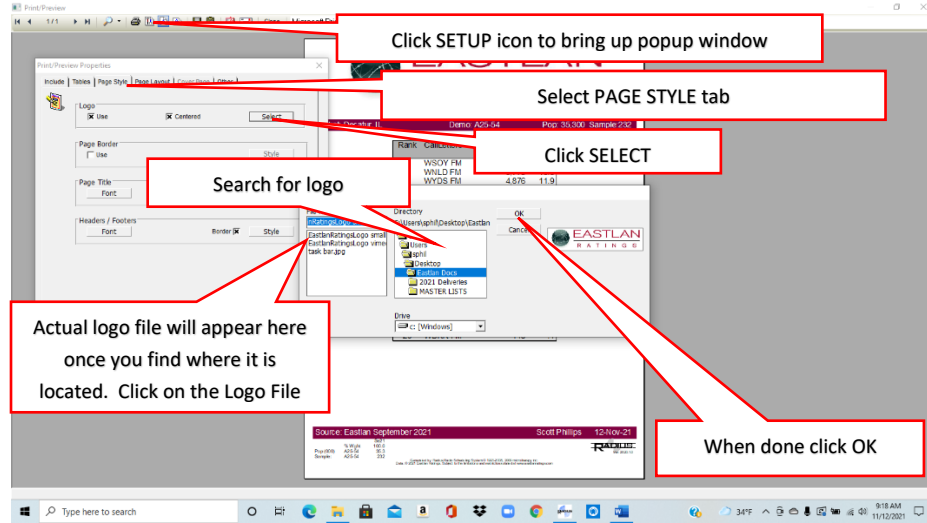 Print/Preview
1/1
Close
Click SETUP icon to bring up popup window
Print/Preview Properties
Include Tables Page Style Page Layout Cover Page Other
Select PAGE STYLE tab
Logo
Use Centered Select
Demo: A25-54 Pop: 35,300 Sample 232
Page Border
Use Style
Click SELECT
Rank
WSOY FM
WNLD FM
WYDS FM 4,876 11.9
Page Title
Font
Search for logo
Headers / Footers
Font Border Style
Directory
OK
Cancel
EastlanRatingsLogo small
EastlanRatingsLogo vime
task bar.jpg
Users
sphil
Desktop
Eastlan Docs
2021 Deliveries
MASTER LISTS
EASTLAN
RATINGS
Drive
c: [Windows]
Actual logo file will appear here
once you find where it is
located. Click on the Logo File
When done click OK
Source: Eastlan September 2021 Scott Phillips 12-Nov-21
Type here to search
34°F
9:18 AM
11/12/2021